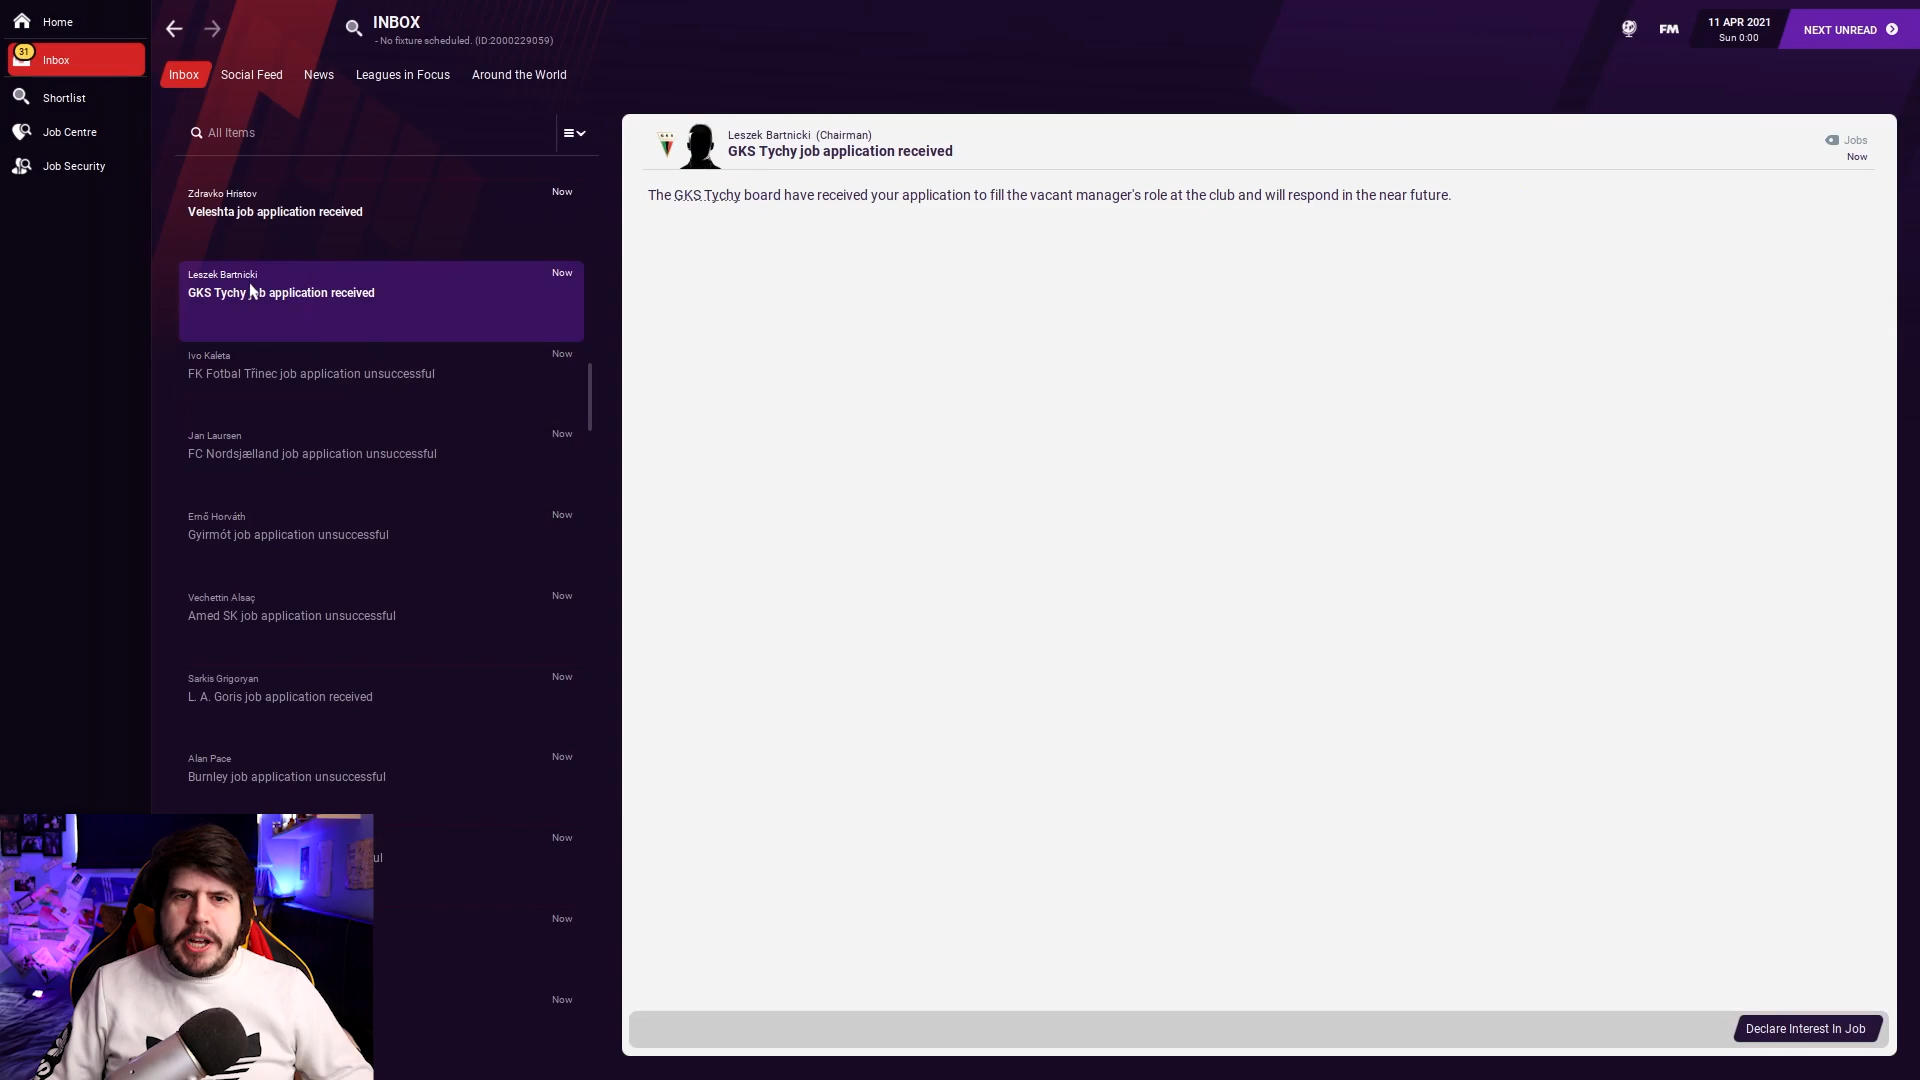 Home
31
Inbox
Shortlist
Job Centre
Job Security
INBOX
- No fixture scheduled. (ID:2000229059)
FM
11 APR 2021
Sun 0:00
NEXT UNREAD
Inbox
Social Feed
News
Leagues in Focus
Around the World
All Items
Zdravko Hristov
Now
Veleshta job application received
Leszek Bartnicki
Now
GKS Tychy job application received
Ivo Kaleta
Now
FK Fotbal Třinec job application unsuccessful
Jan Laursen
Now
FC Nordsjælland job application unsuccessful
Ernő Horváth
Now
Gyirmót job application unsuccessful
Vechettin Alsaç
Now
Amed SK job application unsuccessful
Sarkis Grigoryan
Now
L. A. Goris job application received
Alan Pace
Now
Burnley job application unsuccessful
Now
ul
Now
Now
Leszek Bartnicki (Chairman)
GKS Tychy job application received
Jobs
Now
The GKS Tychy board have received your application to fill the vacant manager's role at the club and will respond in the near future.
Declare Interest In Job